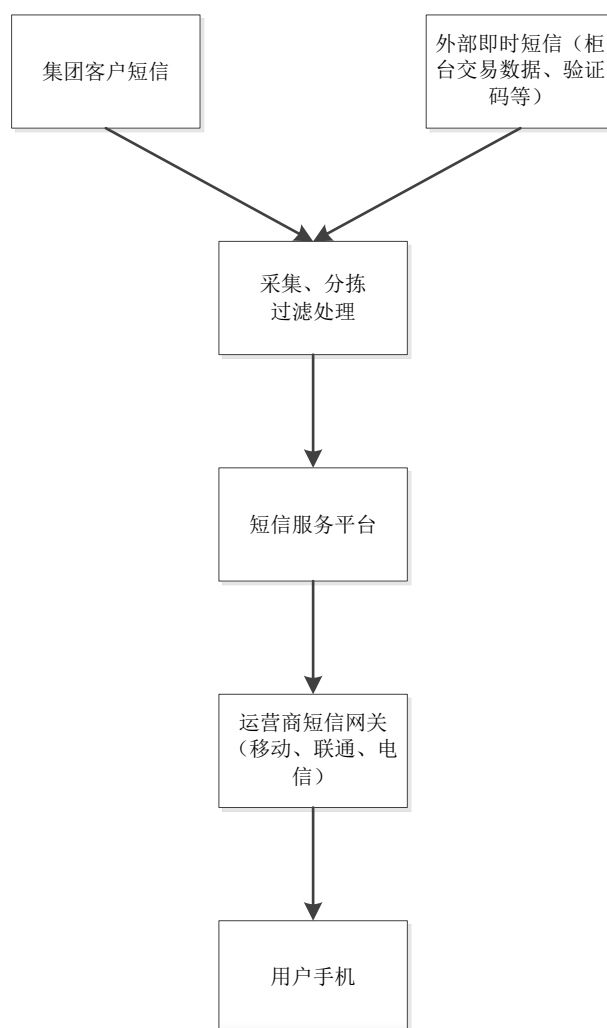 集团客户短信
外部即时短信（柜
台交易数据、验证
码等）
采集、分拣
过滤处理
短信服务平台
运营商短信网关
（移动、联通、电
信）
用户手机